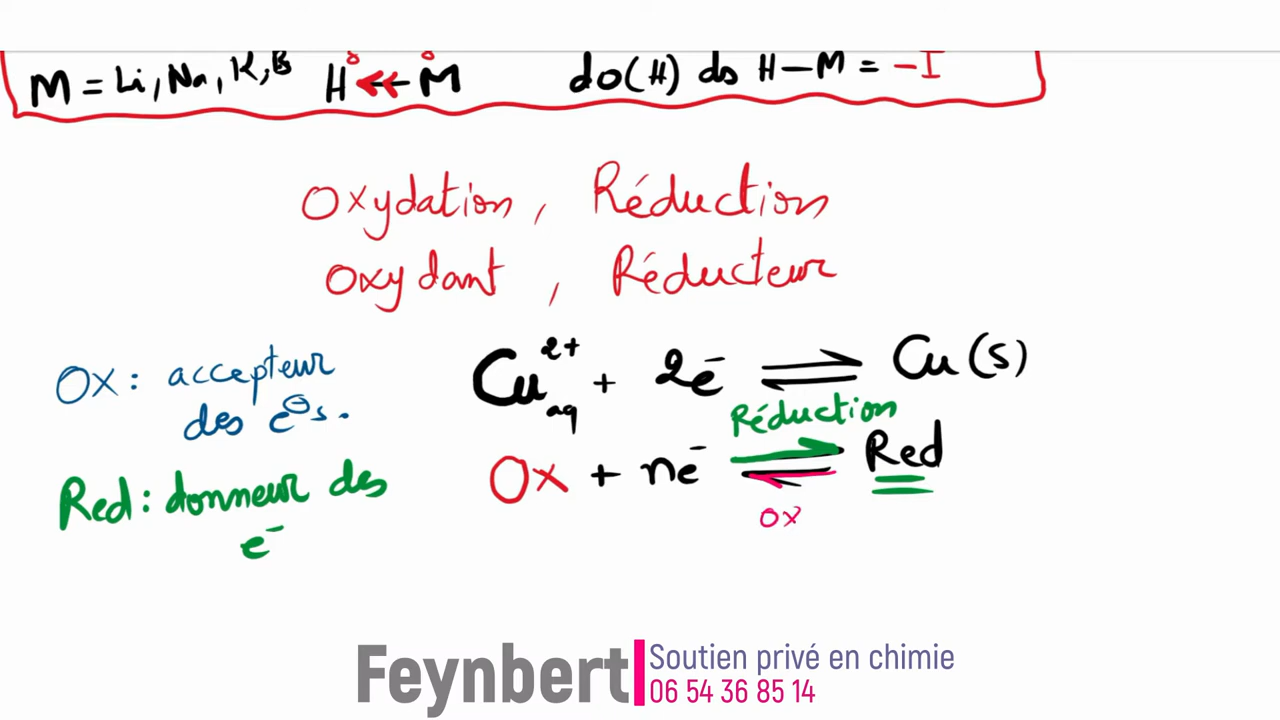 M = Li, Na, K, B H ← M do(H) ds H–M = -I
Oxydation, Réduction
Oxydant, Réducteur
Cu²⁺aq + 2e⁻ ⇌ Cu(s)
Ox : accepteur
des e⊖s.
Réduction
Ox + ne⁻ ⇌ Red
Ox
Red : donneur des
e⁻
Feynbert
Soutien privé en chimie
06 54 36 85 14